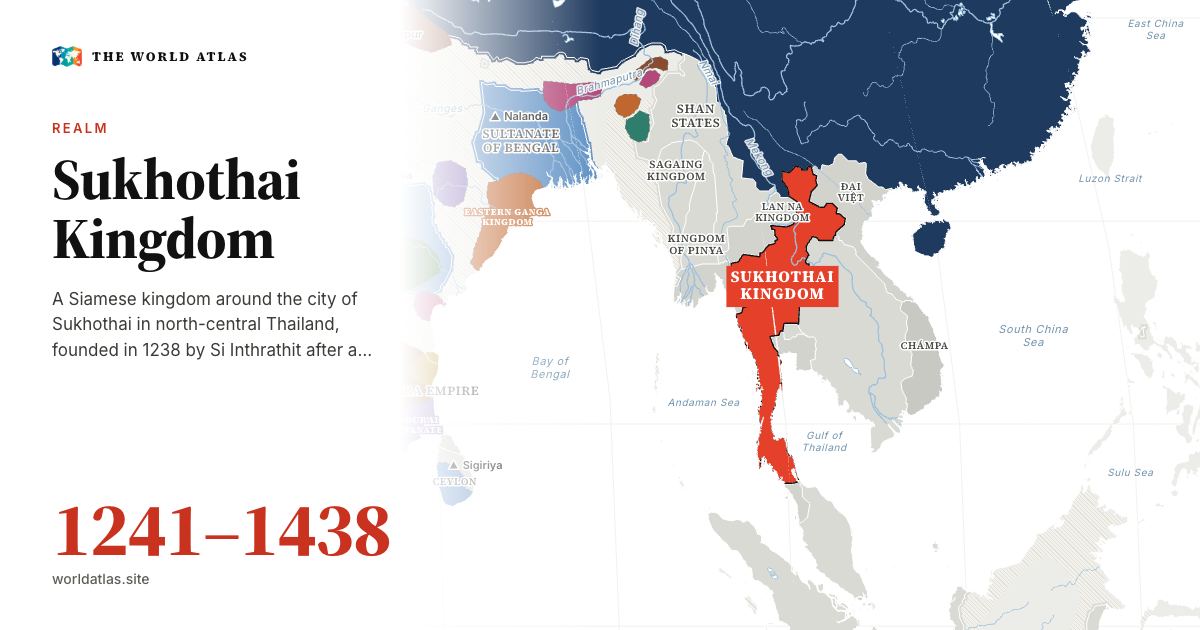 THE WORLD ATLAS
REALM
Sukhothai
Kingdom
A Siamese kingdom around the city of
Sukhothai in north-central Thailand,
founded in 1238 by Si Inthrathit after a...
1241–1438
worldatlas.site
East China
Sea
Dihang
Brahmaputra
Nmai
Ganges
Nalanda
SULTANATE
OF BENGAL
SHAN
STATES
Mekong
SAGAING
KINGDOM
ĐẠI
VIỆT
Luzon Strait
LAN NA
KINGDOM
EASTERN GANGA
KINGDOM
KINGDOM
OF PINYA
SUKHOTHAI
KINGDOM
South China
Sea
CHÁMPA
Bay of
Bengal
EMPIRE
Andaman Sea
Gulf of
Thailand
Sigiriya
CEYLON
Sulu Sea